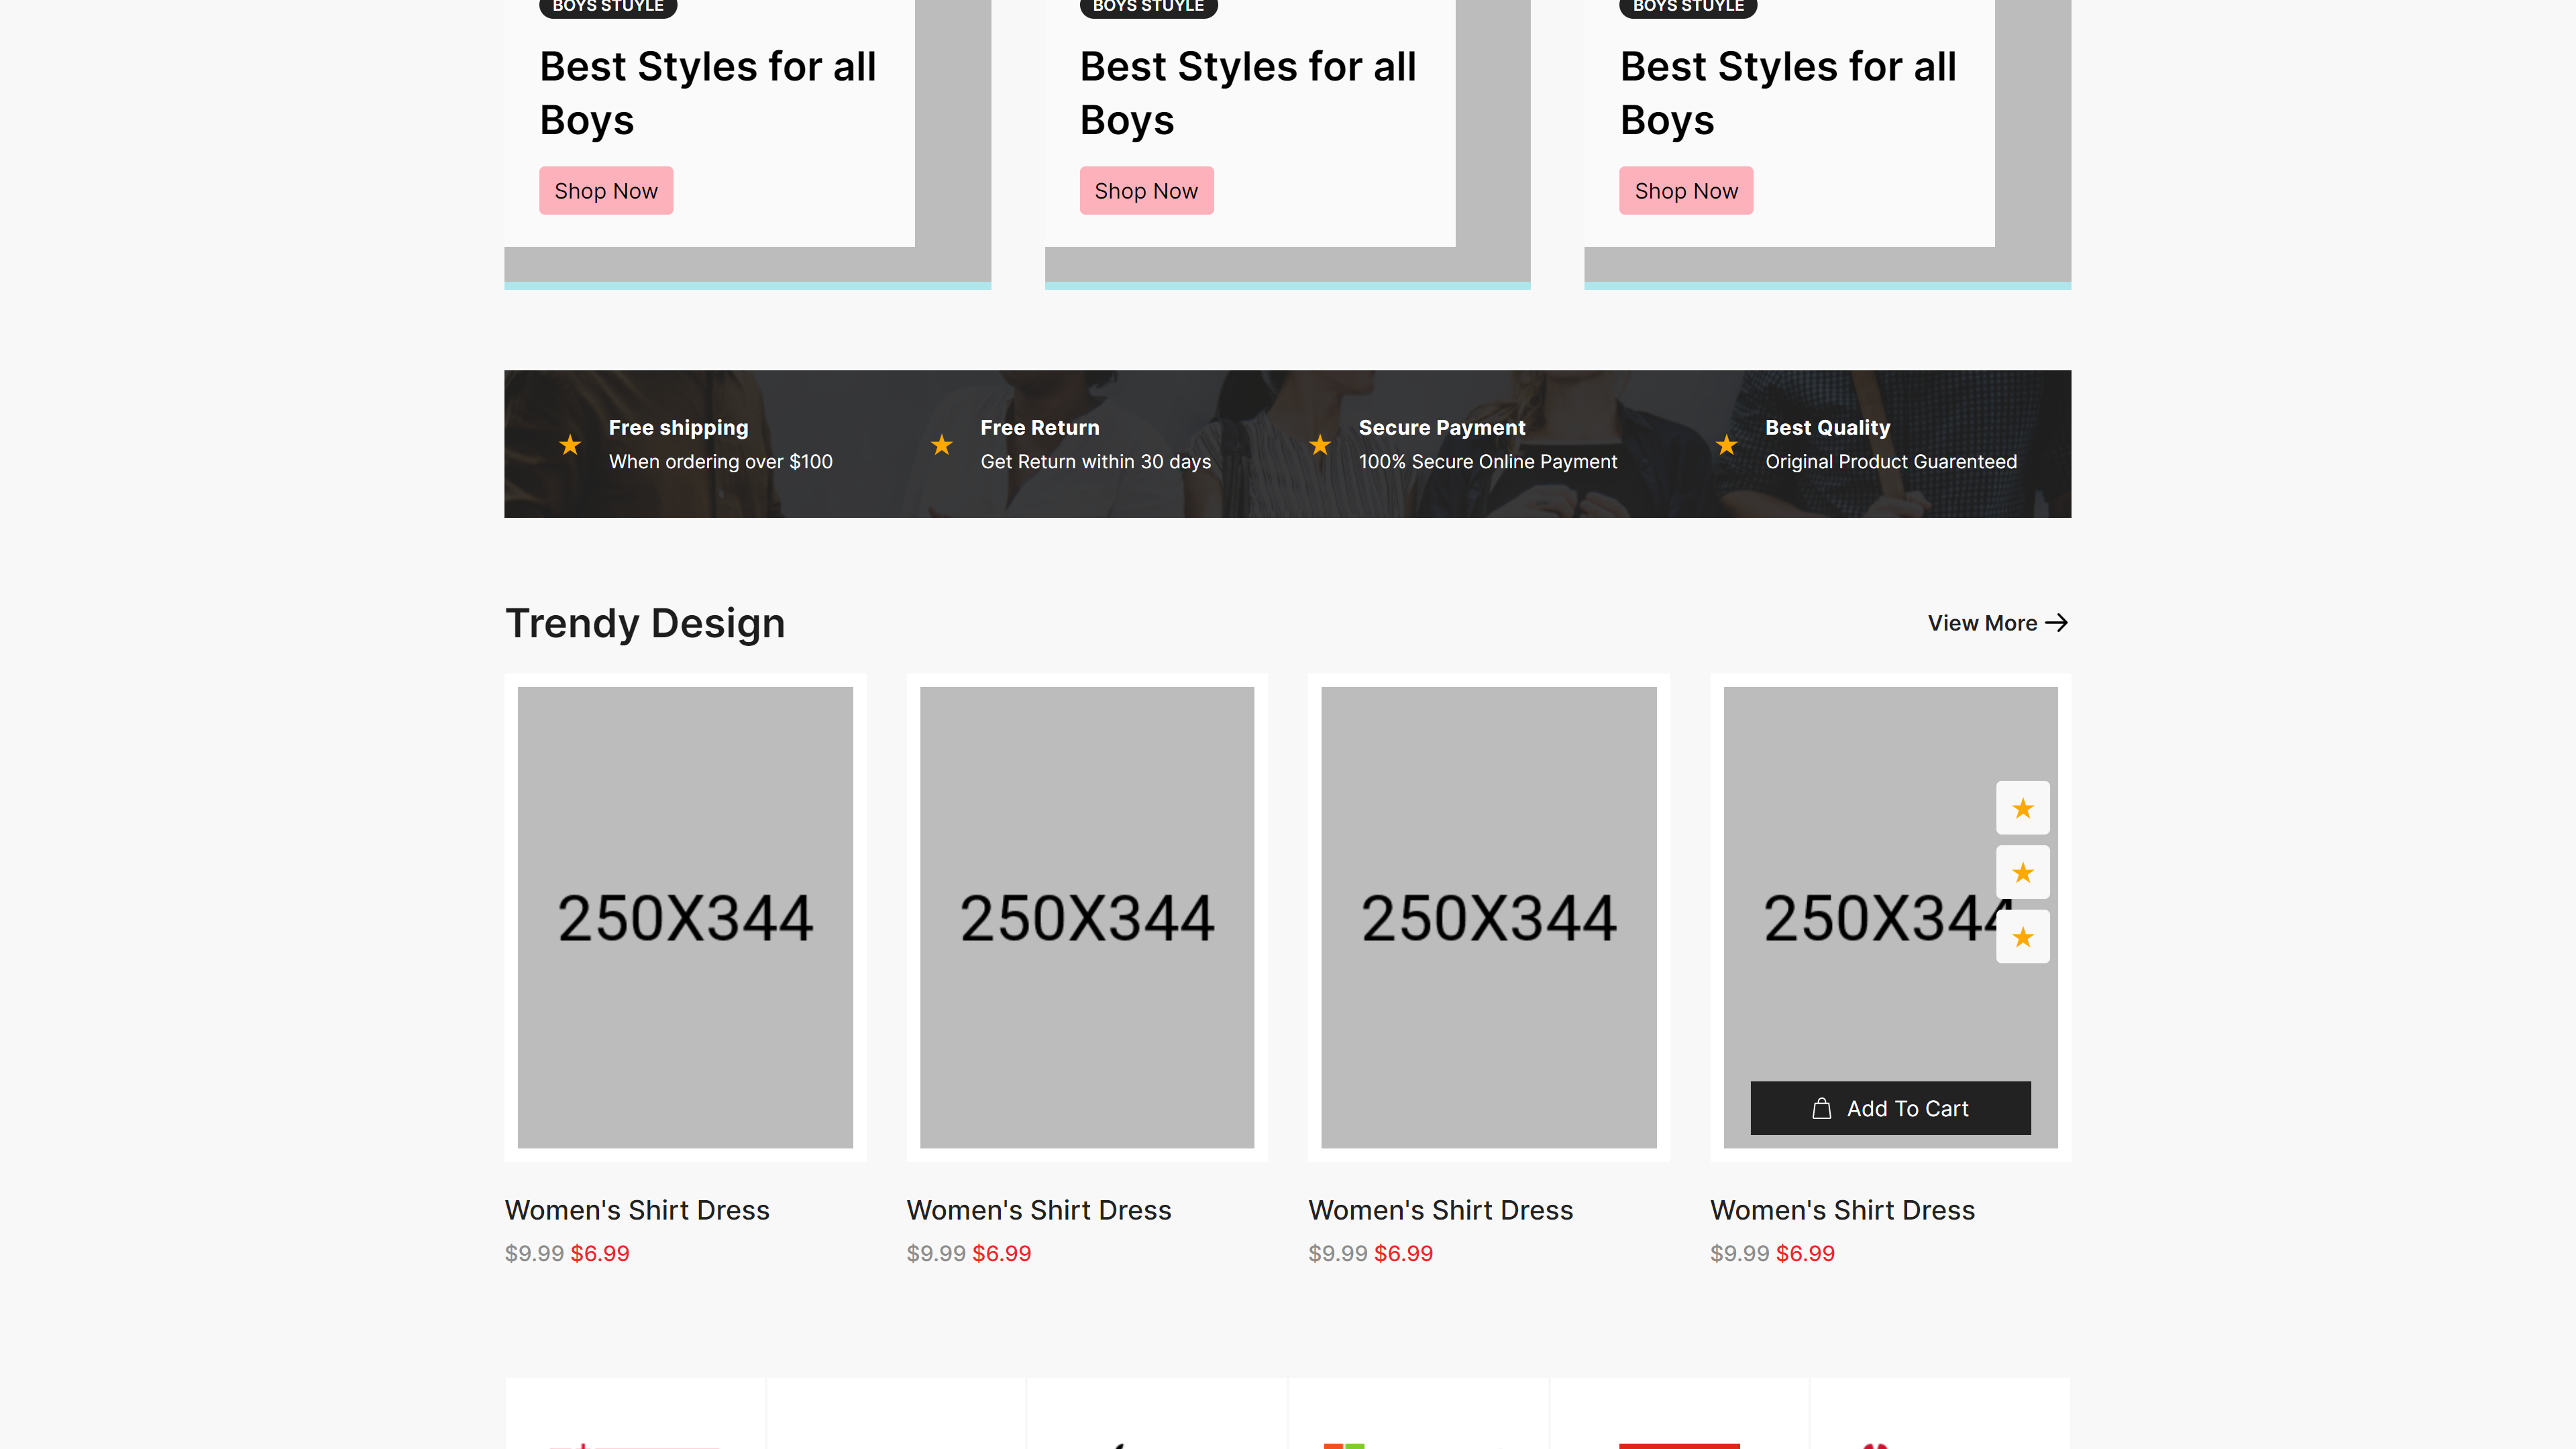 BOYS STUYLE BOYS STUYLE BOYS STUYLE
Best Styles for all
Boys
Shop Now
Best Styles for all
Boys
Shop Now
Best Styles for all
Boys
Shop Now
Free shipping
When ordering over $100
Free Return
Get Return within 30 days
Secure Payment
100% Secure Online Payment
Best Quality
Original Product Guarenteed
Trendy Design
View More
250X344
250X344
250X344
250X344
Add To Cart
Women's Shirt Dress
$9.99 $6.99
Women's Shirt Dress
$9.99 $6.99
Women's Shirt Dress
$9.99 $6.99
Women's Shirt Dress
$9.99 $6.99